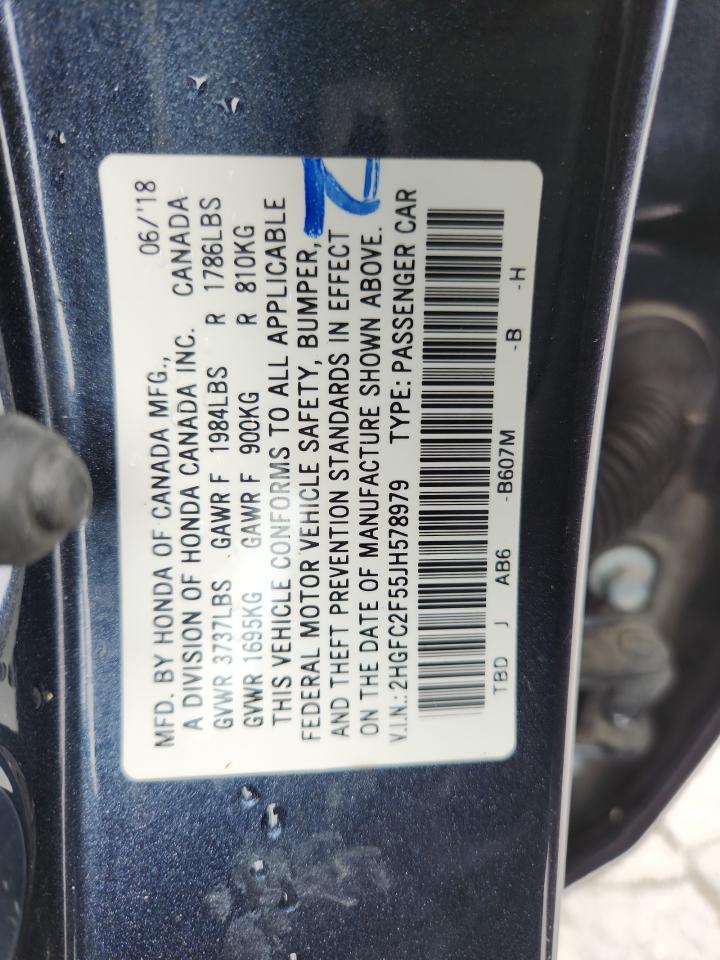 MFD. BY HONDA OF CANADA MFG., 06/'18
A DIVISION OF HONDA CANADA INC. CANADA
GVWR 3737LBS GAWR F 1984LBS R 1786LBS
GVWR 1695KG GAWR F 900KG R 810KG
THIS VEHICLE CONFORMS TO ALL APPLICABLE
FEDERAL MOTOR VEHICLE SAFETY, BUMPER,
AND THEFT PREVENTION STANDARDS IN EFFECT
ON THE DATE OF MANUFACTURE SHOWN ABOVE.
V.I.N.: 2HGFC2F55JH578979 TYPE: PASSENGER CAR
TBD J AB6 -B607M -B -H